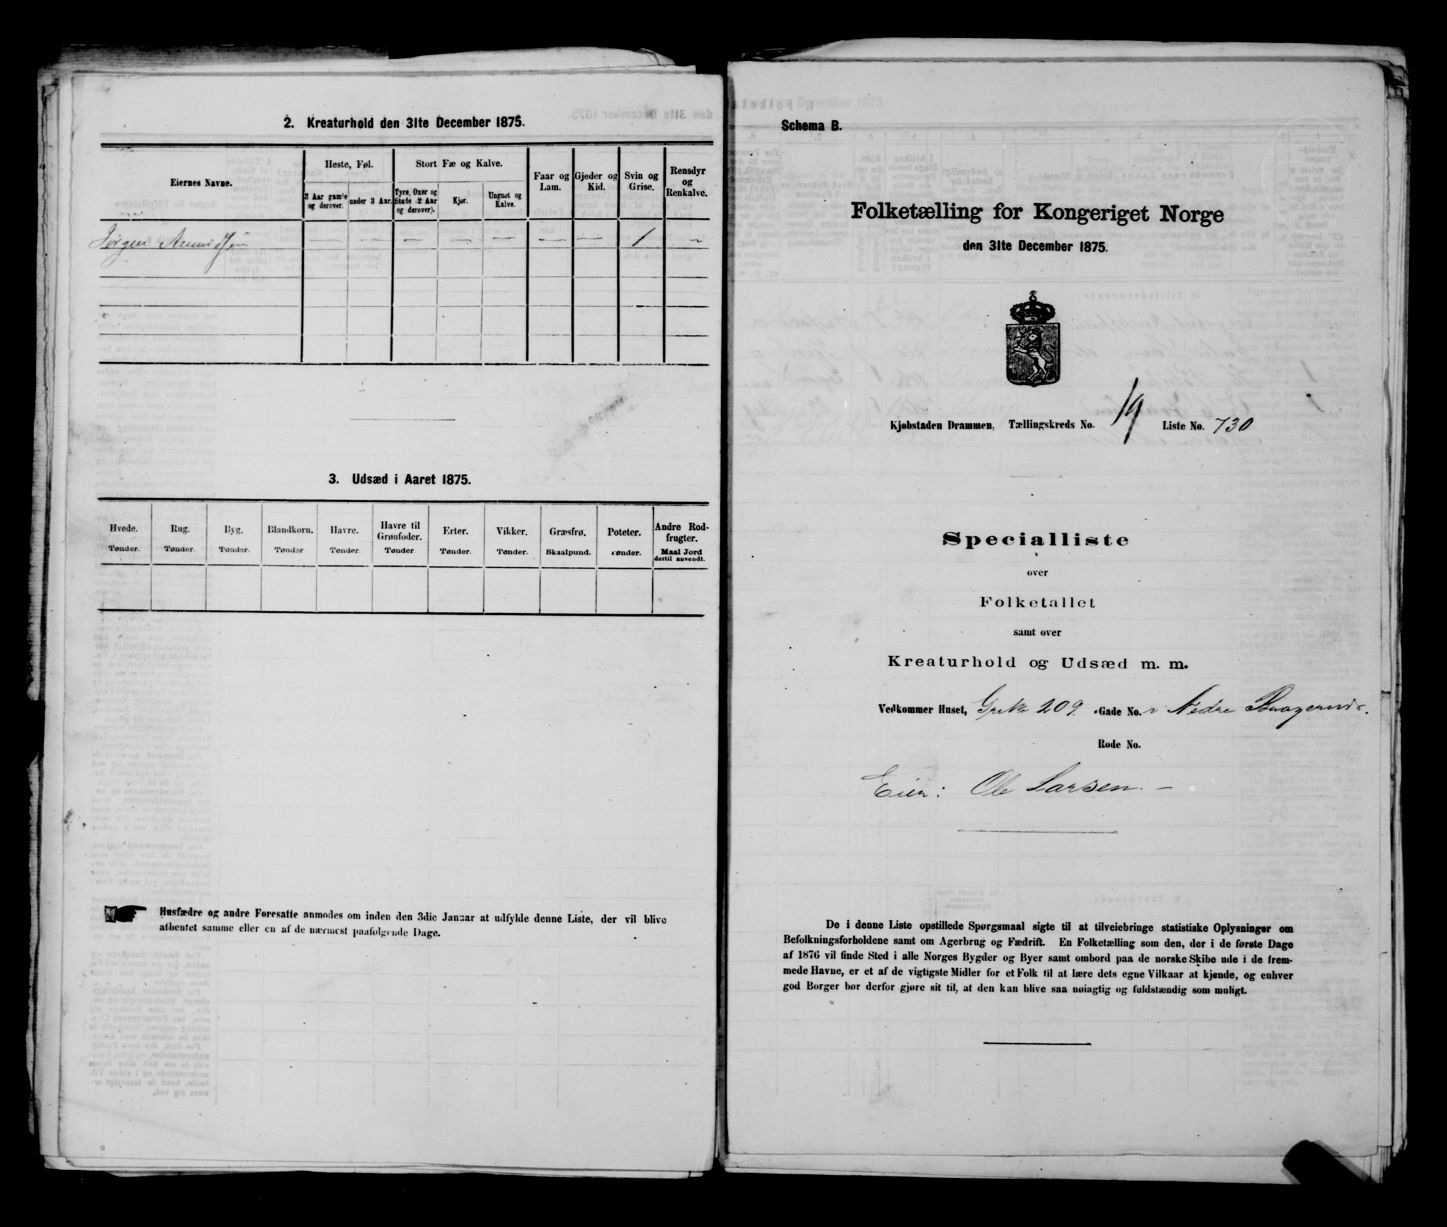 2. Kreaturhold den 31te December 1875.
Eiernes Navne.
Heste, Føl.
Stort Fæ og Kalve.
3 Aar gamle og derover.
under 3 Aar.
Tyre, Oxer og Stude (2 Aar og derover).
Kjør.
Ungnøt og Kalve.
Faar og Lam.
Gjeder og Kid.
Svin og Grise.
Rensdyr og Renkalve.
Jørgen — — — — — — — 1 —
3. Udsæd i Aaret 1875.
Hvede. Tønder.
Rug. Tønder.
Byg. Tønder.
Blandkorn. Tønder
Havre. Tønder.
Havre til Grønfoder. Tønder.
Erter. Tønder.
Vikker. Tønder.
Græsfrø. Skaalpund.
Poteter. Tønder.
Andre Rodfrugter. Maal Jord dertil anvendt.
Husfædre og andre Foresatte anmodes om inden den 3die Januar at udfylde denne Liste, der vil blive
afhentet samme eller en af de nærmest paafølgende Dage.
Schema B.
Folketælling for Kongeriget Norge
den 31te December 1875.
Kjøbstaden Drammen, Tællingskreds No. 19 Liste No. 730
Specialliste
over
Folketallet
samt over
Kreaturhold og Udsæd m. m.
Vedkommer Huset, 209. Gade No. Nedre
Rode No.
Eier: Ole Larsen. —
De i denne Liste opstillede Spørgsmaal sigte til at tilveiebringe statistiske Oplysninger om
Befolkningsforholdene samt om Agerbrug og Fædrift. En Folketælling som den, der i de første Dage
af 1876 vil finde Sted i alle Norges Bygder og Byer samt ombord paa de norske Skibe ude i de frem-
mede Havne, er et af de vigtigste Midler for et Folk til at lære dets egne Vilkaar at kjende, og enhver
god Borger bør derfor gjøre sit til, at den kan blive saa nøiagtig og fuldstændig som muligt.